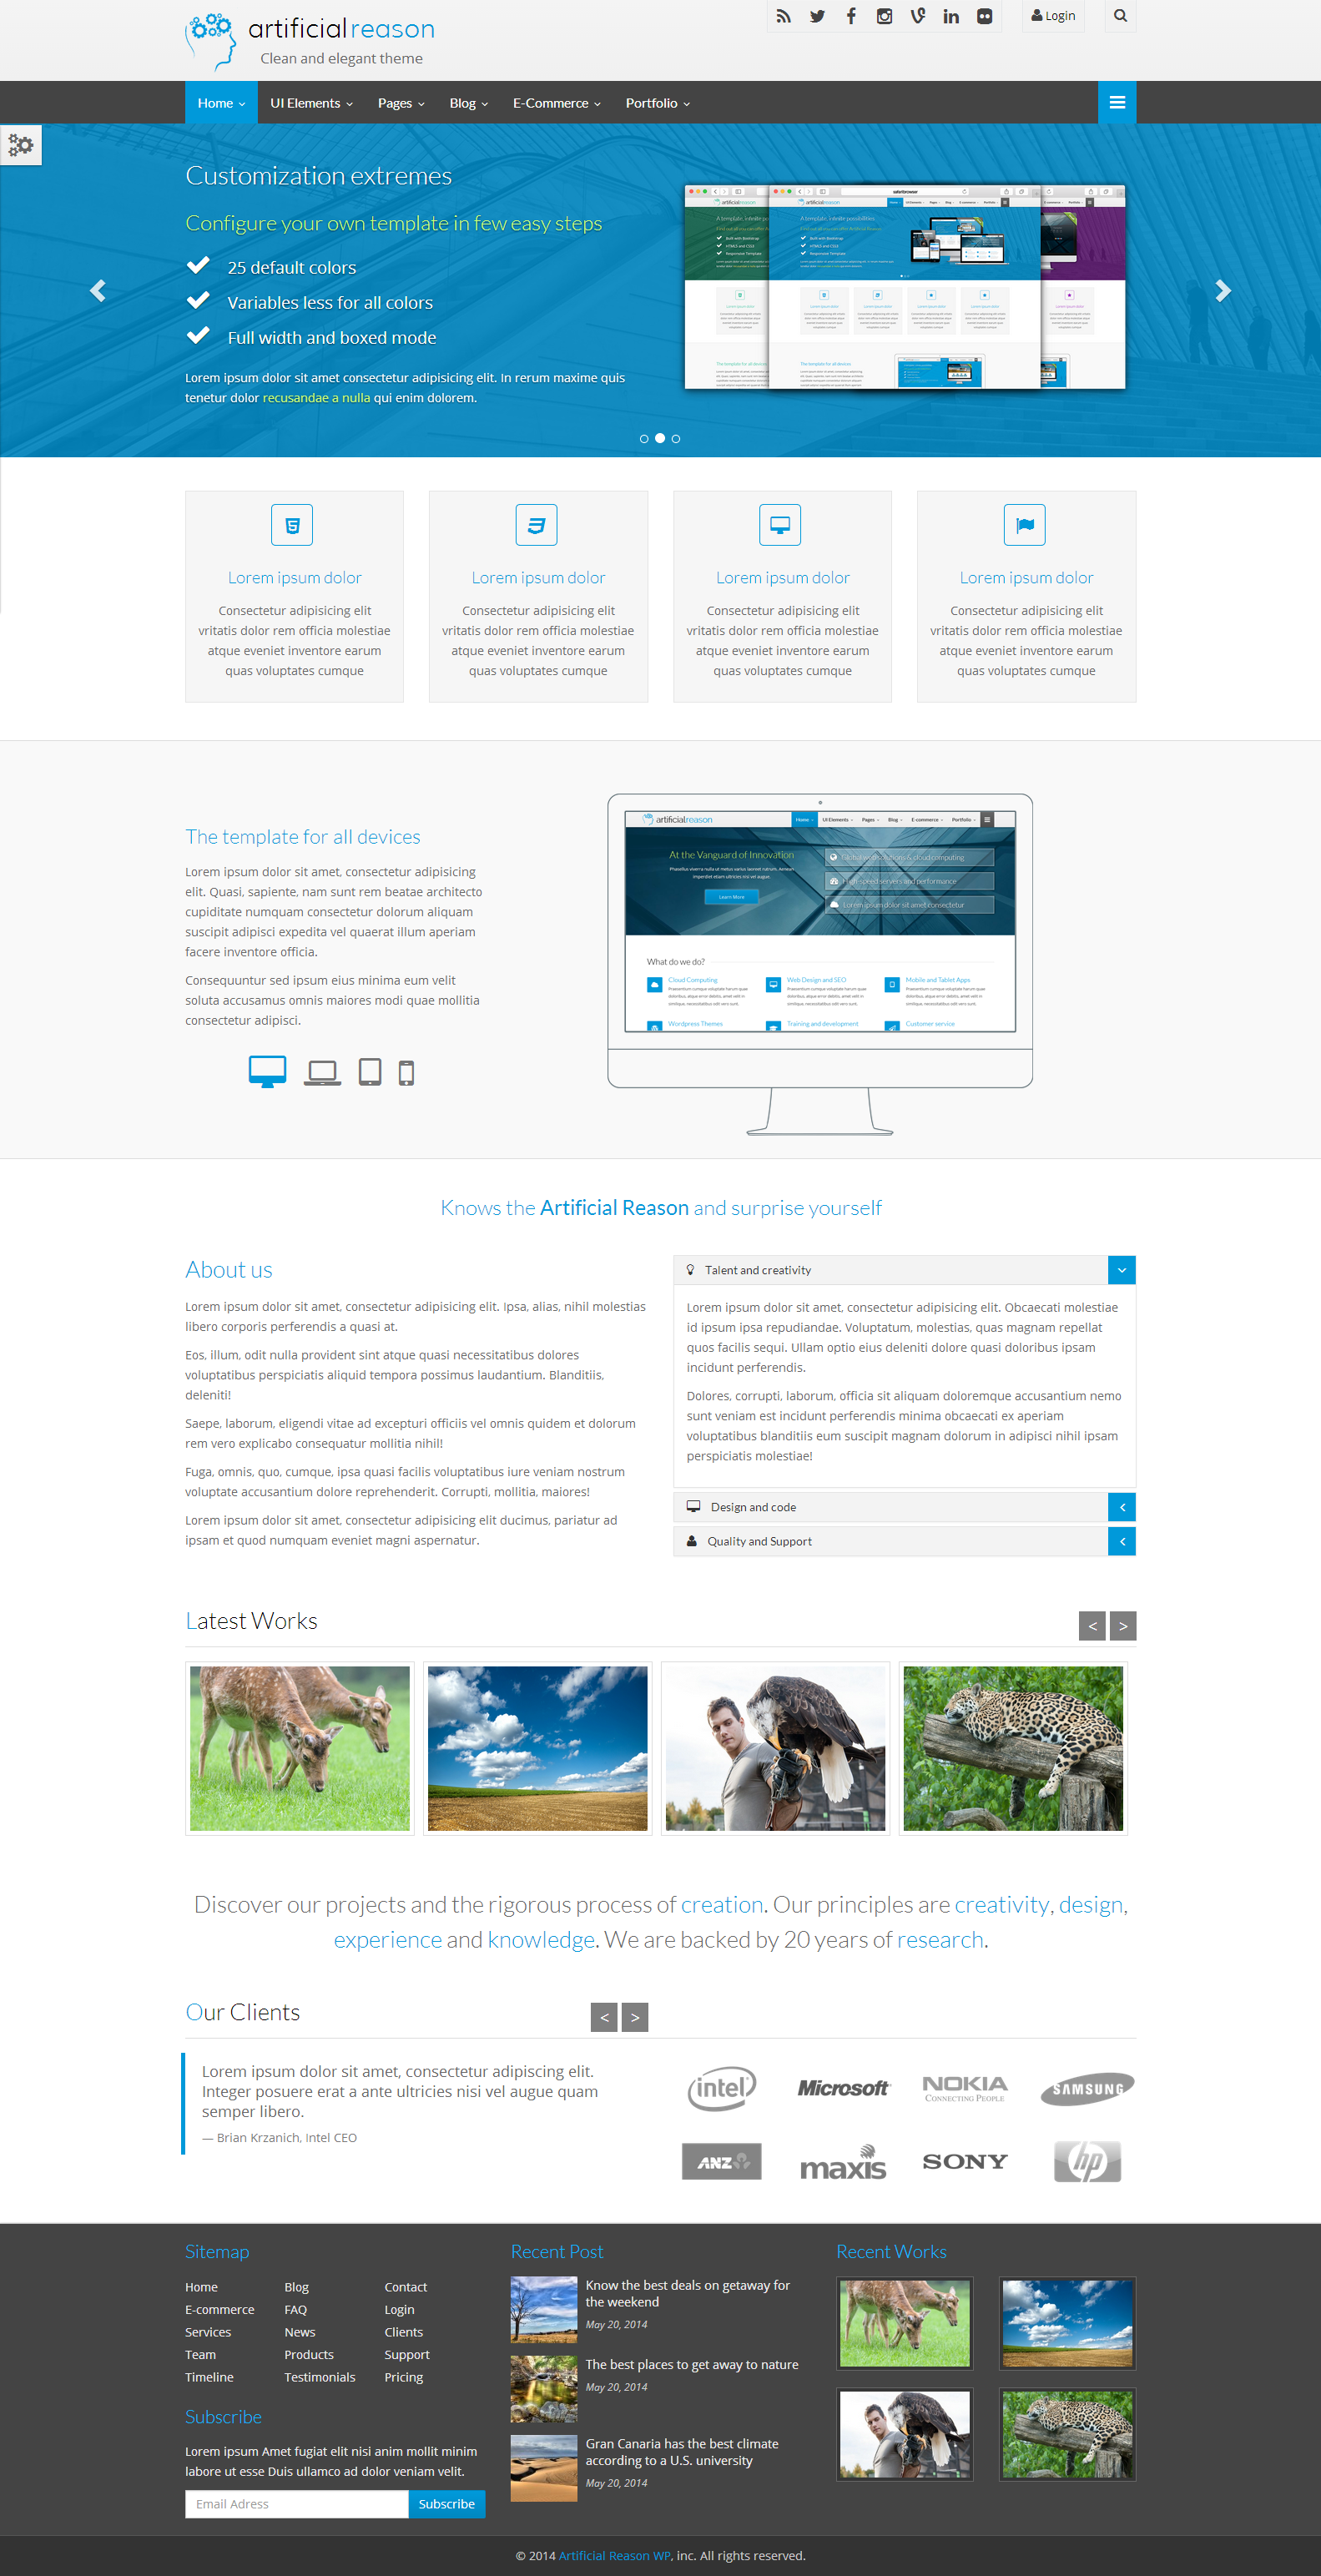 artificialreason
Clean and elegant theme
Login
Home
UI Elements
Pages
Blog
E-Commerce
Portfolio
Customization extremes
Configure your own template in few easy steps
25 default colors
Variables less for all colors
Full width and boxed mode
Lorem ipsum dolor sit amet consectetur adipisicing elit. In rerum maxime quis
tenetur dolor recusandae a nulla qui enim dolorem.
Lorem ipsum dolor
Consectetur adipisicing elit
vritatis dolor rem officia molestiae
atque eveniet inventore earum
quas voluptates cumque
Lorem ipsum dolor
Consectetur adipisicing elit
vritatis dolor rem officia molestiae
atque eveniet inventore earum
quas voluptates cumque
Lorem ipsum dolor
Consectetur adipisicing elit
vritatis dolor rem officia molestiae
atque eveniet inventore earum
quas voluptates cumque
Lorem ipsum dolor
Consectetur adipisicing elit
vritatis dolor rem officia molestiae
atque eveniet inventore earum
quas voluptates cumque
The template for all devices
Lorem ipsum dolor sit amet, consectetur adipisicing
elit. Quasi, sapiente, nam sunt rem beatae architecto
cupiditate numquam consectetur dolorum aliquam
suscipit adipisci expedita vel quaerat illum aperiam
facere inventore officia.
Consequuntur sed ipsum eius minima eum velit
soluta accusamus omnis maiores modi quae mollitia
consectetur adipisci.
artificialreason
Home
UI Elements
Pages
Blog
E-commerce
Portfolio
At the Vanguard of Innovation
Learn More
Global web solutions & cloud computing
High-speed servers and performance
Lorem ipsum dolor sit amet consectetur
What do we do?
Cloud Computing
Web Design and SEO
Mobile and Tablet Apps
Wordpress Themes
Training and development
Customer service
Knows the Artificial Reason and surprise yourself
About us
Lorem ipsum dolor sit amet, consectetur adipisicing elit. Ipsa, alias, nihil molestias
libero corporis perferendis a quasi at.
Eos, illum, odit nulla provident sint atque quasi necessitatibus dolores
voluptatibus perspiciatis aliquid tempora possimus laudantium. Blanditiis,
deleniti!
Saepe, laborum, eligendi vitae ad excepturi officiis vel omnis quidem et dolorum
rem vero explicabo consequatur mollitia nihil!
Fuga, omnis, quo, cumque, ipsa quasi facilis voluptatibus iure veniam nostrum
voluptate accusantium dolore reprehenderit. Corrupti, mollitia, maiores!
Lorem ipsum dolor sit amet, consectetur adipisicing elit ducimus, pariatur ad
ipsam et quod numquam eveniet magni aspernatur.
Talent and creativity
Lorem ipsum dolor sit amet, consectetur adipisicing elit. Obcaecati molestiae
id ipsum ipsa repudiandae. Voluptatum, molestias, quas magnam repellat
quos facilis sequi. Ullam optio eius deleniti dolore quasi doloribus ipsam
incidunt perferendis.
Dolores, corrupti, laborum, officia sit aliquam doloremque accusantium nemo
sunt veniam est incidunt perferendis minima obcaecati ex aperiam
voluptatibus blanditiis eum suscipit magnam dolorum in adipisci nihil ipsam
perspiciatis molestiae!
Design and code
Quality and Support
Latest Works
< >
Discover our projects and the rigorous process of creation. Our principles are creativity, design,
experience and knowledge. We are backed by 20 years of research.
Our Clients
< >
Lorem ipsum dolor sit amet, consectetur adipiscing elit.
Integer posuere erat a ante ultricies nisi vel augue quam
semper libero.
— Brian Krzanich, Intel CEO
intel
Microsoft
NOKIA
CONNECTING PEOPLE
SAMSUNG
ANZ
maxis
SONY
hp
Sitemap
Home
Blog
Contact
E-commerce
FAQ
Login
Services
News
Clients
Team
Products
Support
Timeline
Testimonials
Pricing
Subscribe
Lorem ipsum Amet fugiat elit nisi anim mollit minim
labore ut esse Duis ullamco ad dolor veniam velit.
Email Adress
Subscribe
Recent Post
Know the best deals on getaway for
the weekend
May 20, 2014
The best places to get away to nature
May 20, 2014
Gran Canaria has the best climate
according to a U.S. university
May 20, 2014
Recent Works
© 2014 Artificial Reason WP, inc. All rights reserved.